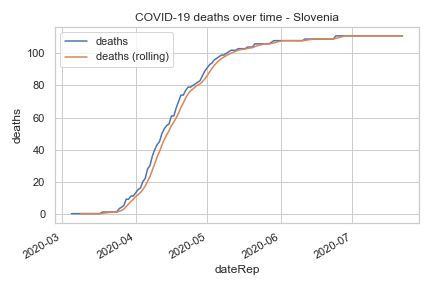 COVID-19 deaths over time - Slovenia
deaths
deaths (rolling)
deaths
100
80
60
40
20
0
2020-03
2020-04
2020-05
2020-06
2020-07
dateRep